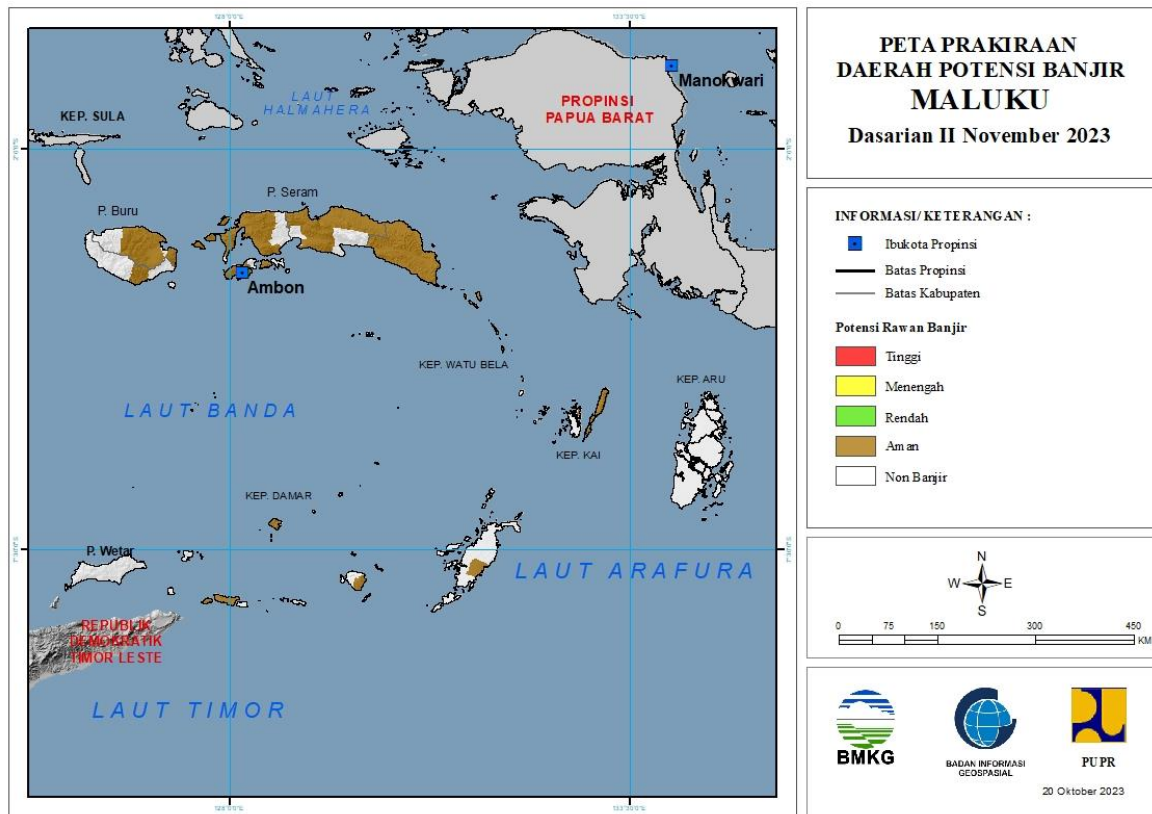 PETA PRAKIRAAN
DAERAH POTENSI BANJIR
MALUKU
Dasarian II November 2023
INFORMASI/KETERANGAN :
Ibukota Propinsi
Batas Propinsi
Batas Kabupaten
Potensi Rawan Banjir
Tinggi
Menengah
Rendah
Aman
Non Banjir
N
W E
S
0 75 150 300 450
KM
BMKG
BADAN INFORMASI
GEOSPASIAL
PUPR
20 Oktober 2023
Manokwari
LAUT
HALMAHERA
PROPINSI
PAPUA BARAT
KEP. SULA
P. Seram
P. Buru
Ambon
KEP. WATU BELA
KEP. ARU
LAUT BANDA
KEP. KAI
KEP. DAMAR
P. Wetar
LAUT ARAFURA
REPUBLIK
DEMOKRATIK
TIMOR LESTE
LAUT TIMOR